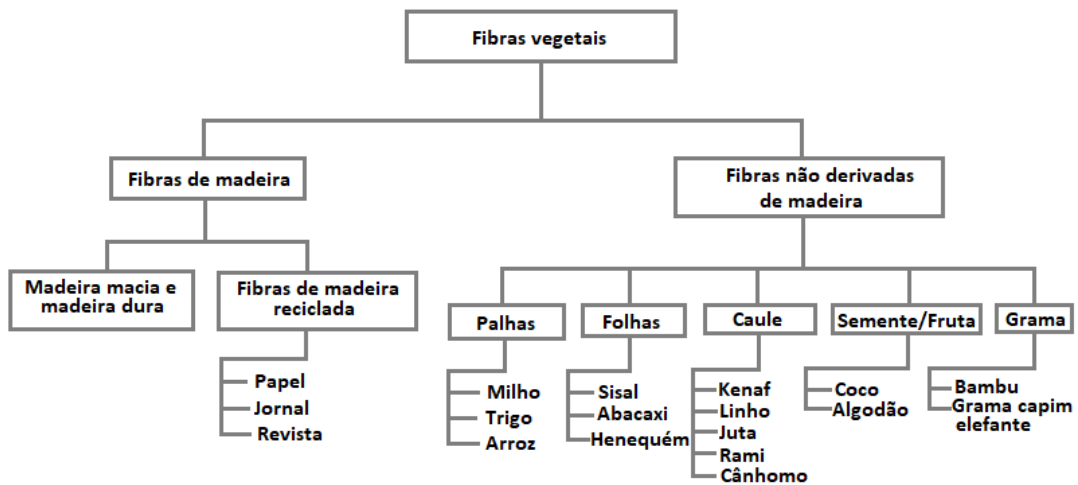 Fibras vegetais
Fibras de madeira
Fibras não derivadas
de madeira
Madeira macia e
madeira dura
Fibras de madeira
reciclada
Papel
Jornal
Revista
Palhas
Milho
Trigo
Arroz
Folhas
Sisal
Abacaxi
Henequém
Caule
Kenaf
Linho
Juta
Rami
Cânhomo
Semente/Fruta
Coco
Algodão
Grama
Bambu
Grama capim
elefante